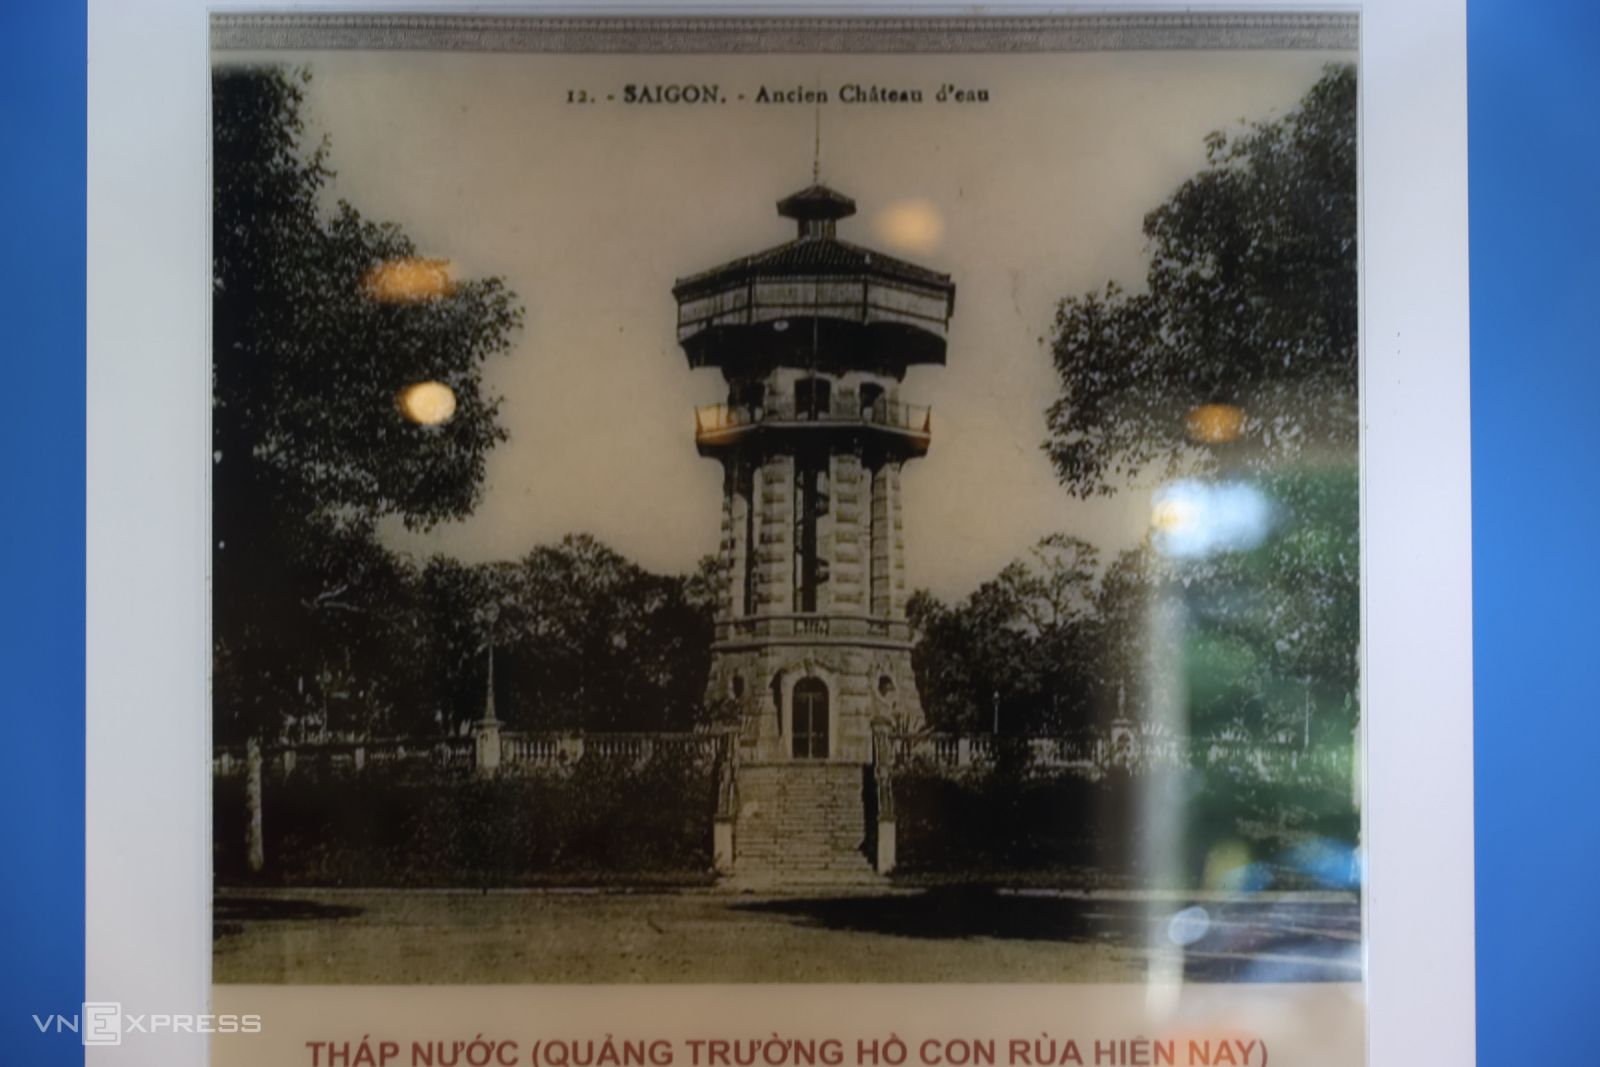 12. - SAIGON. - Ancien Château d'eau
VNEXPRESS
THÁP NƯỚC (QUẢNG TRƯỜNG HỒ CON RÙA HIỆN NAY)